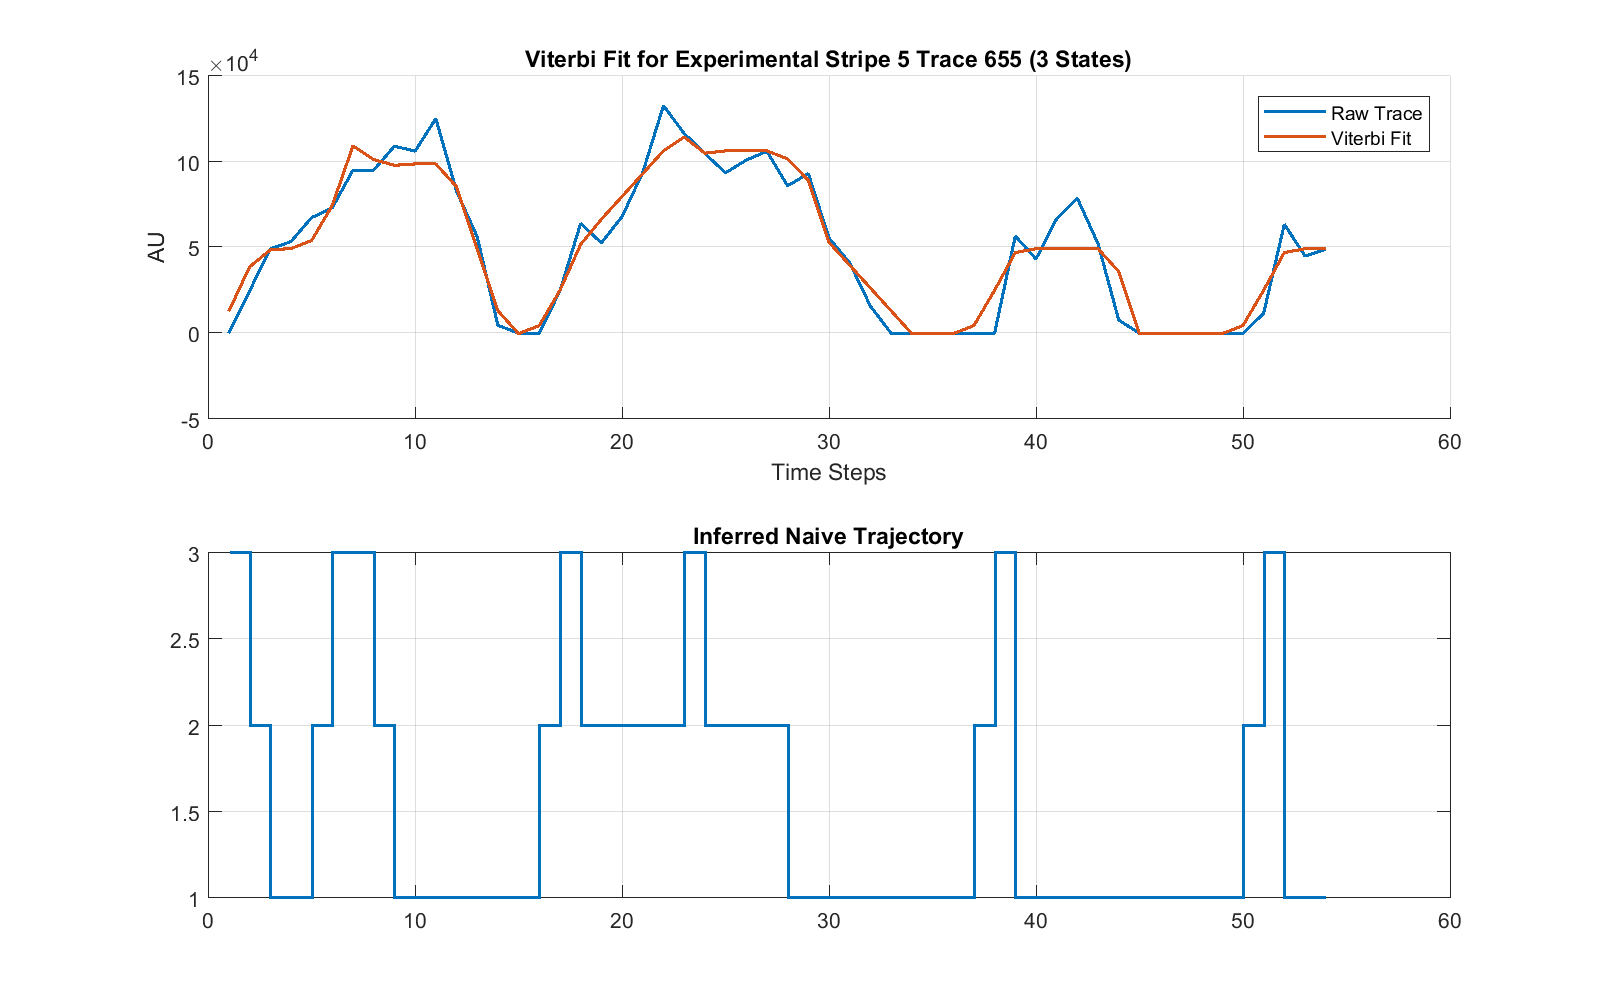 Viterbi Fit for Experimental Stripe 5 Trace 655 (3 States)
×10^4
15
10
5
0
-5
AU
Raw Trace
Viterbi Fit
0 10 20 30 40 50 60
Time Steps
Inferred Naive Trajectory
3
2.5
2
1.5
1
0 10 20 30 40 50 60